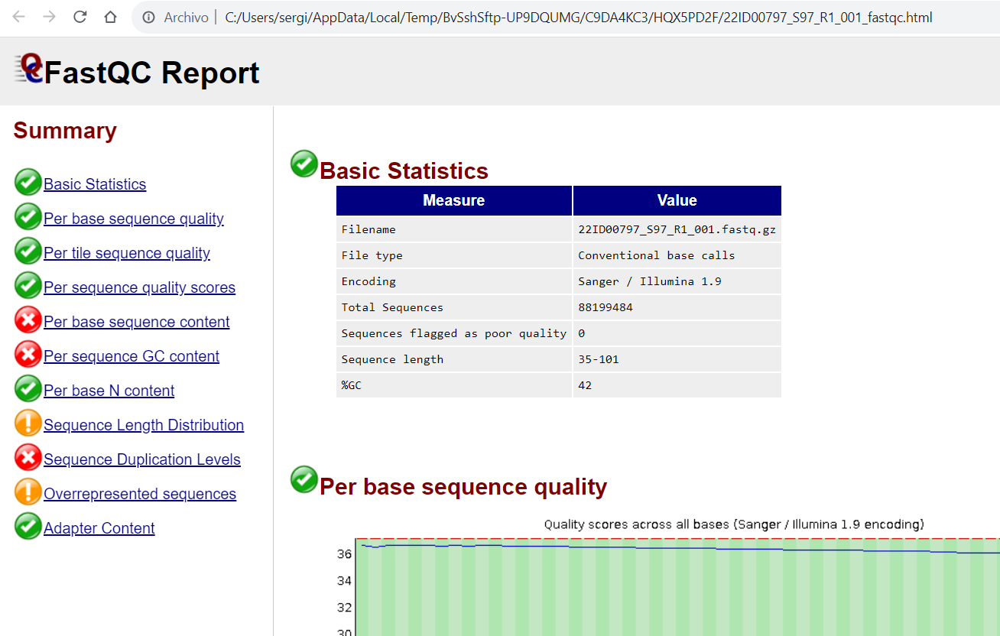 Archivo | C:/Users/sergi/AppData/Local/Temp/BvSshSftp-UP9DQUMG/C9DA4KC3/HQX5PD2F/22ID00797_S97_R1_001_fastqc.html
FastQC Report
Summary
Basic Statistics
Per base sequence quality
Per tile sequence quality
Per sequence quality scores
Per base sequence content
Per sequence GC content
Per base N content
Sequence Length Distribution
Sequence Duplication Levels
Overrepresented sequences
Adapter Content
Basic Statistics
Measure Value
Filename 22ID00797_S97_R1_001.fastq.gz
File type Conventional base calls
Encoding Sanger / Illumina 1.9
Total Sequences 88199484
Sequences flagged as poor quality 0
Sequence length 35-101
%GC 42
Per base sequence quality
Quality scores across all bases (Sanger / Illumina 1.9 encoding)
36
34
32
30